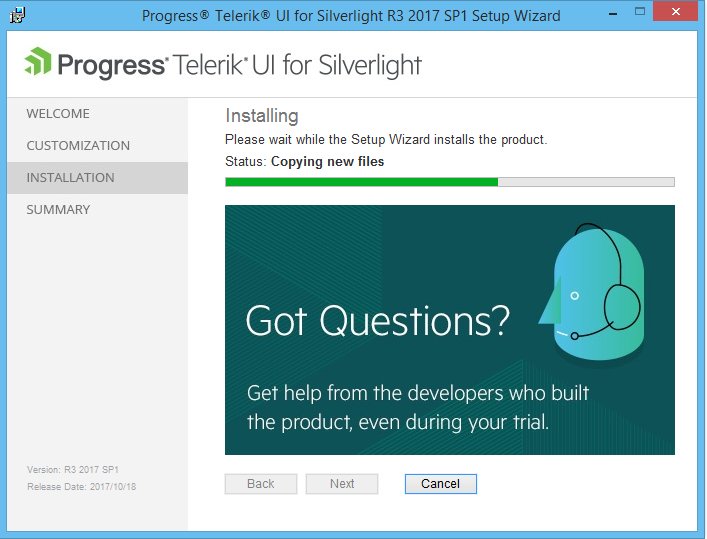 Progress® Telerik® UI for Silverlight R3 2017 SP1 Setup Wizard
Progress® Telerik® UI for Silverlight
WELCOME
CUSTOMIZATION
INSTALLATION
SUMMARY
Version: R3 2017 SP1
Release Date: 2017/10/18
Installing
Please wait while the Setup Wizard installs the product.
Status: Copying new files
Got Questions?
Get help from the developers who built
the product, even during your trial.
Back Next Cancel